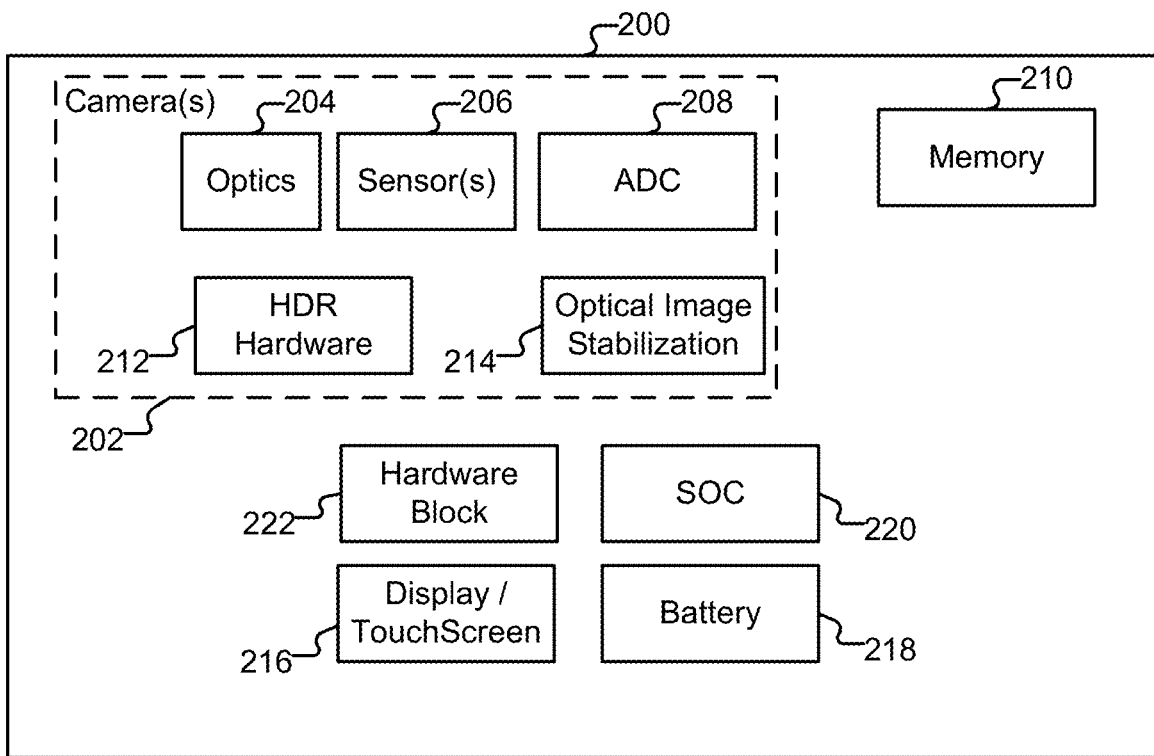 200
Camera(s)
204
206
208
210
Optics
Sensor(s)
ADC
Memory
HDR
Hardware
Optical Image
Stabilization
212
214
202
Hardware
Block
SOC
222
220
Display /
TouchScreen
Battery
216
218